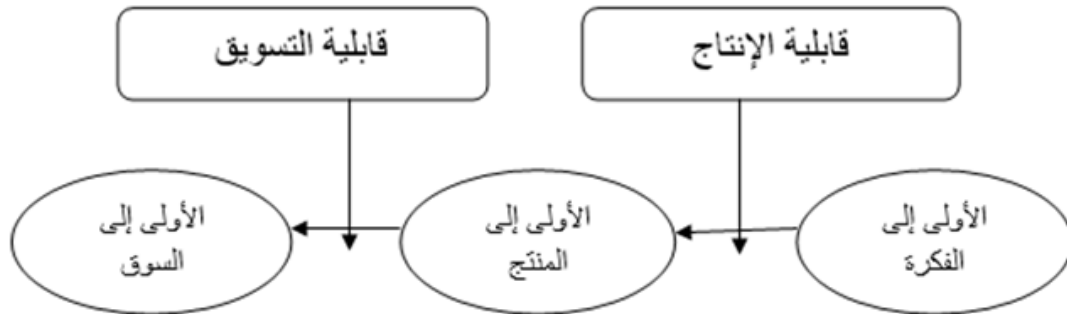 قابلية الإنتاج
قابلية التسويق
الأولى إلى
الفكرة
الأولى إلى
المنتج
الأولى إلى
السوق